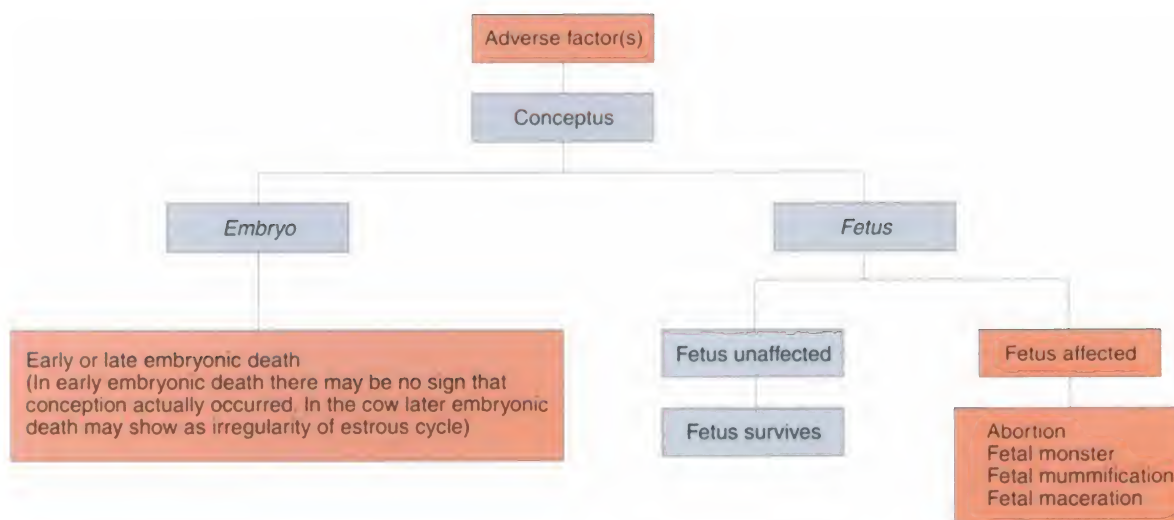 Adverse factor(s)
Conceptus
Embryo
Fetus
Early or late embryonic death
(In early embryonic death there may be no sign that
conception actually occurred. In the cow later embryonic
death may show as irregularity of estrous cycle)
Fetus unaffected
Fetus affected
Fetus survives
Abortion
Fetal monster
Fetal mummification
Fetal maceration